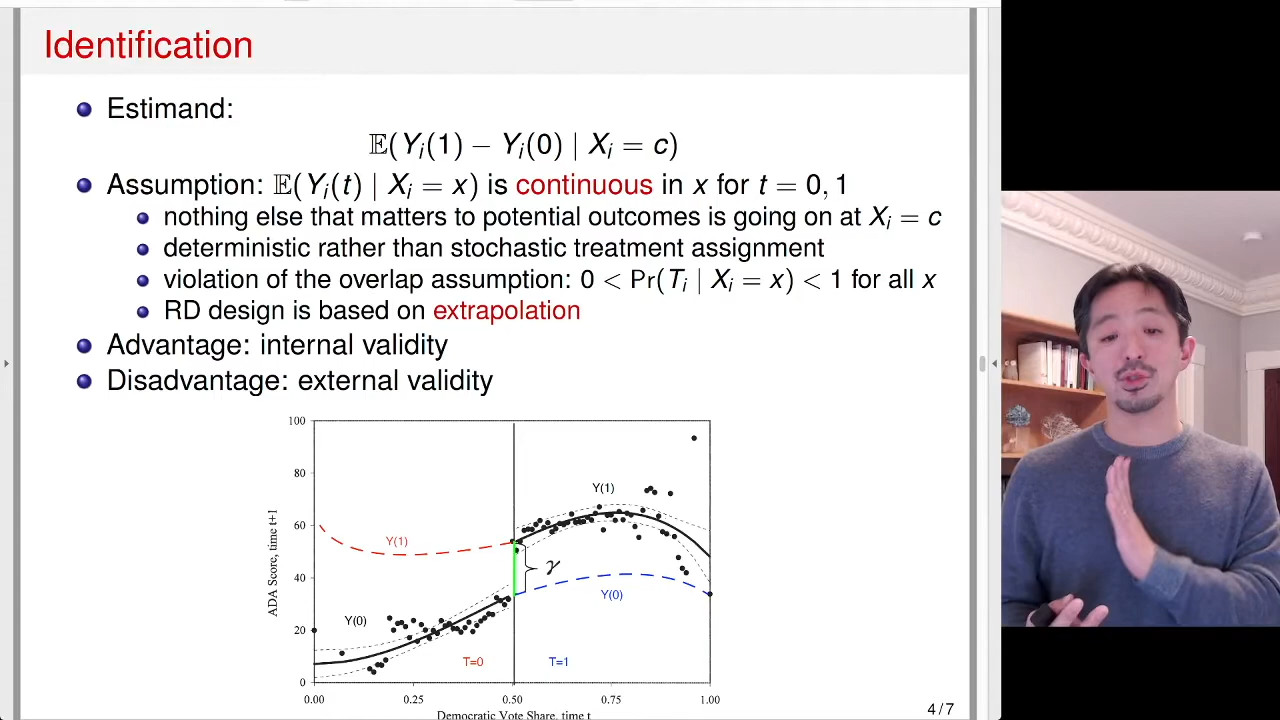 Identification
Estimand:
𝔼(Yᵢ(1) − Yᵢ(0) | Xᵢ = c)
Assumption: 𝔼(Yᵢ(t) | Xᵢ = x) is continuous in x for t = 0, 1
nothing else that matters to potential outcomes is going on at Xᵢ = c
deterministic rather than stochastic treatment assignment
violation of the overlap assumption: 0 < Pr(Tᵢ | Xᵢ = x) < 1 for all x
RD design is based on extrapolation
Advantage: internal validity
Disadvantage: external validity
100
80
60
40
20
0
ADA Score, time t+1
Y(1)
Y(1)
γ
Y(0)
Y(0)
T=0
T=1
0.00
0.25
0.50
0.75
1.00
Democratic Vote Share, time t
4 / 7